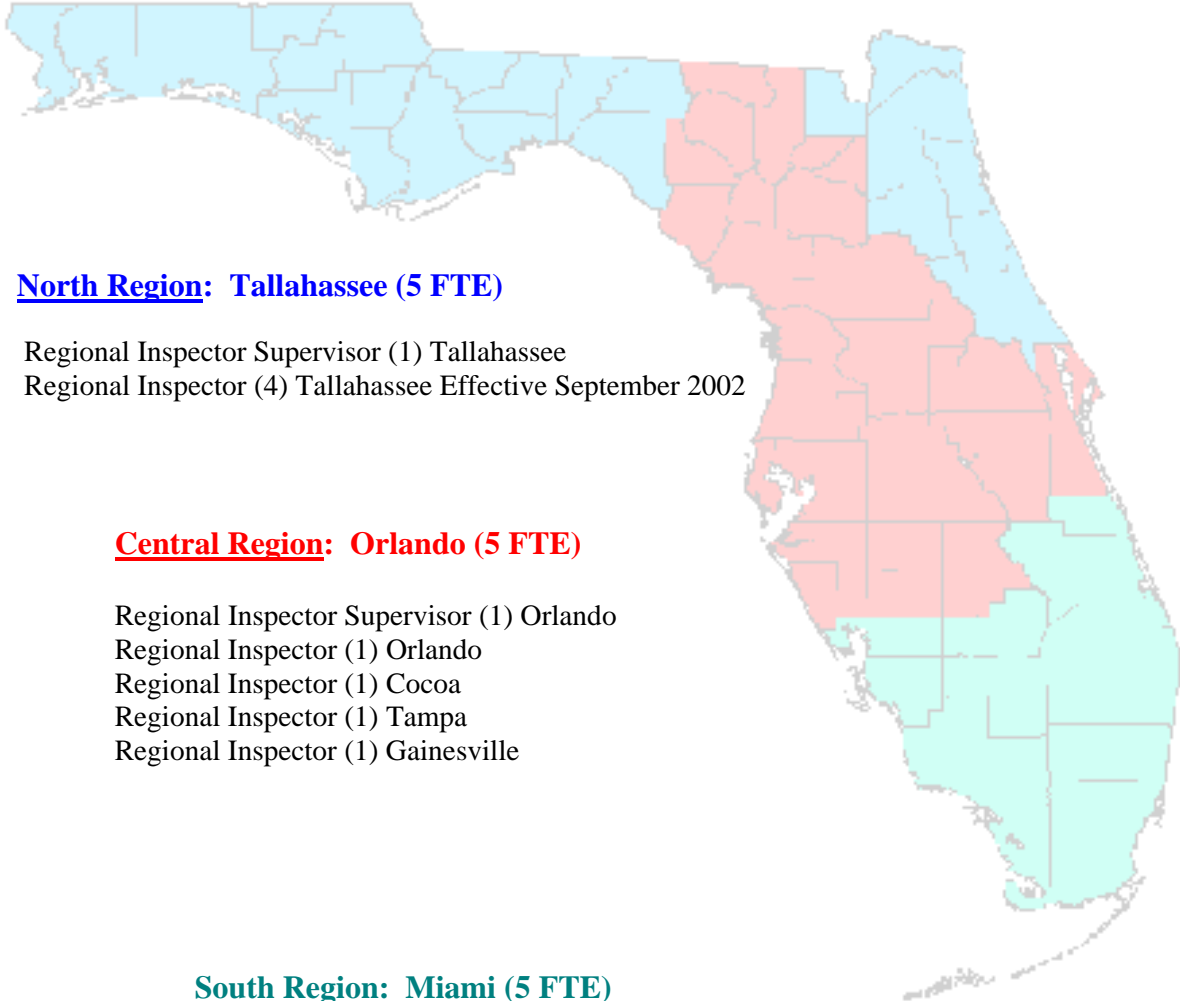 North Region: Tallahassee (5 FTE)
Regional Inspector Supervisor (1) Tallahassee
Regional Inspector (4) Tallahassee Effective September 2002
Central Region: Orlando (5 FTE)
Regional Inspector Supervisor (1) Orlando
Regional Inspector (1) Orlando
Regional Inspector (1) Cocoa
Regional Inspector (1) Tampa
Regional Inspector (1) Gainesville
South Region: Miami (5 FTE)